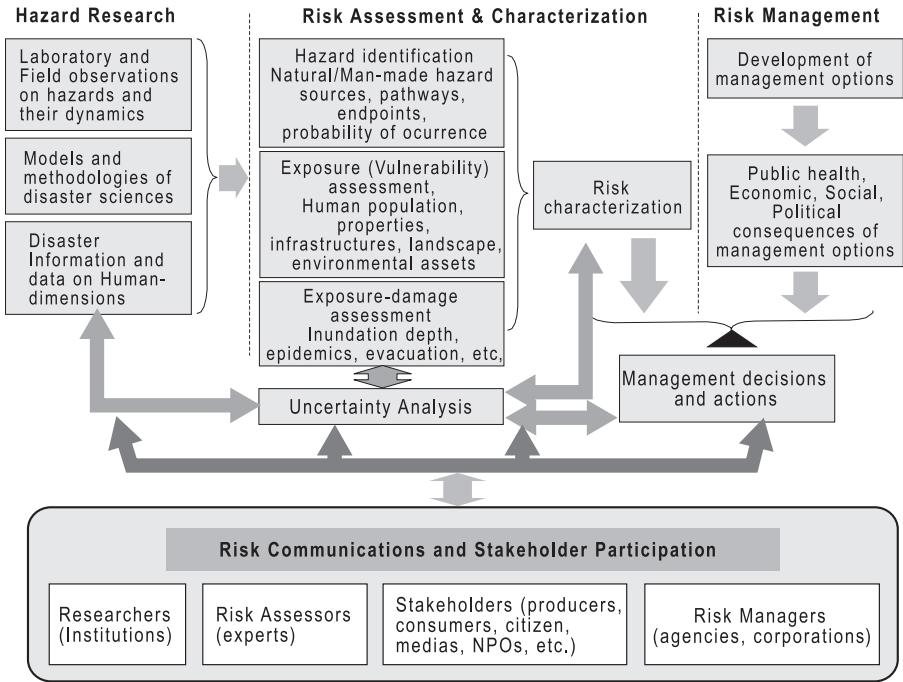 Hazard Research
Laboratory and
Field observations
on hazards and
their dynamics
Models and
methodologies of
disaster sciences
Disaster
Information and
data on Human-
dimensions
Risk Assessment & Characterization
Hazard identification
Natural/Man-made hazard
sources, pathways,
endpoints,
probability of ocurrence
Exposure (Vulnerability)
assessment,
Human population,
properties,
infrastructures, landscape,
environmental assets
Exposure-damage
assessment
Inundation depth,
epidemics, evacuation, etc,
Uncertainty Analysis
Risk
characterization
Risk Management
Development of
management options
Public health,
Economic, Social,
Political
consequences of
management options
Management decisions
and actions
Risk Communications and Stakeholder Participation
Researchers
(Institutions)
Risk Assessors
(experts)
Stakeholders (producers,
consumers, citizen,
medias, NPOs, etc.)
Risk Managers
(agencies, corporations)